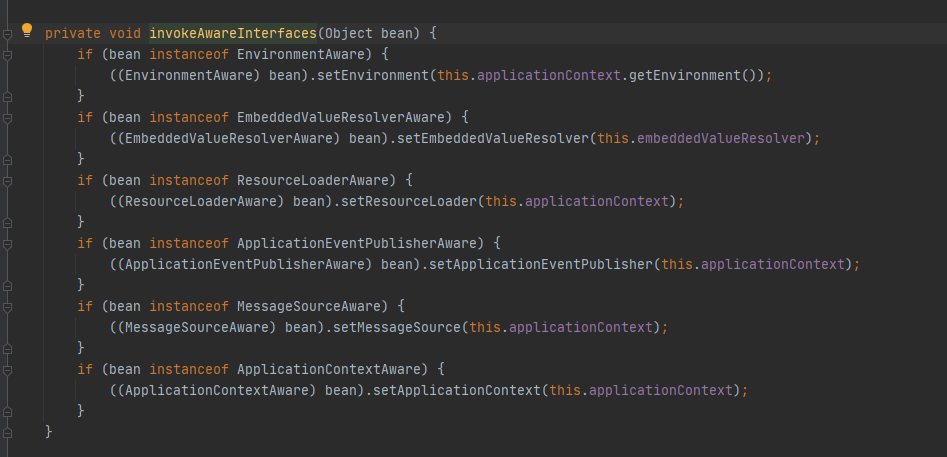 private void invokeAwareInterfaces(Object bean) {
if (bean instanceof EnvironmentAware) {
((EnvironmentAware) bean).setEnvironment(this.applicationContext.getEnvironment());
}
if (bean instanceof EmbeddedValueResolverAware) {
((EmbeddedValueResolverAware) bean).setEmbeddedValueResolver(this.embeddedValueResolver);
}
if (bean instanceof ResourceLoaderAware) {
((ResourceLoaderAware) bean).setResourceLoader(this.applicationContext);
}
if (bean instanceof ApplicationEventPublisherAware) {
((ApplicationEventPublisherAware) bean).setApplicationEventPublisher(this.applicationContext);
}
if (bean instanceof MessageSourceAware) {
((MessageSourceAware) bean).setMessageSource(this.applicationContext);
}
if (bean instanceof ApplicationContextAware) {
((ApplicationContextAware) bean).setApplicationContext(this.applicationContext);
}
}